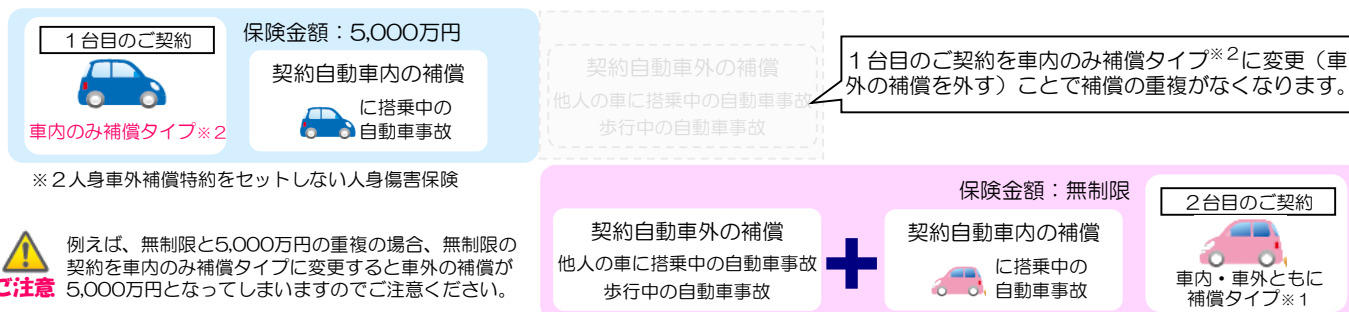 1台目のご契約
車内のみ補償タイプ※2
保険金額：5,000万円
契約自動車内の補償
に搭乗中の
自動車事故
契約自動車外の補償
他人の車に搭乗中の自動車事故
歩行中の自動車事故
1台目のご契約を車内のみ補償タイプ※2に変更（車
外の補償を外す）ことで補償の重複がなくなります。
※2人身車外補償特約をセットしない人身傷害保険
ご注意
例えば、無制限と5,000万円の重複の場合、無制限の
契約を車内のみ補償タイプに変更すると車外の補償が
5,000万円となってしまいますのでご注意ください。
保険金額：無制限
契約自動車外の補償
他人の車に搭乗中の自動車事故
歩行中の自動車事故
契約自動車内の補償
に搭乗中の
自動車事故
2台目のご契約
車内・車外ともに
補償タイプ※1